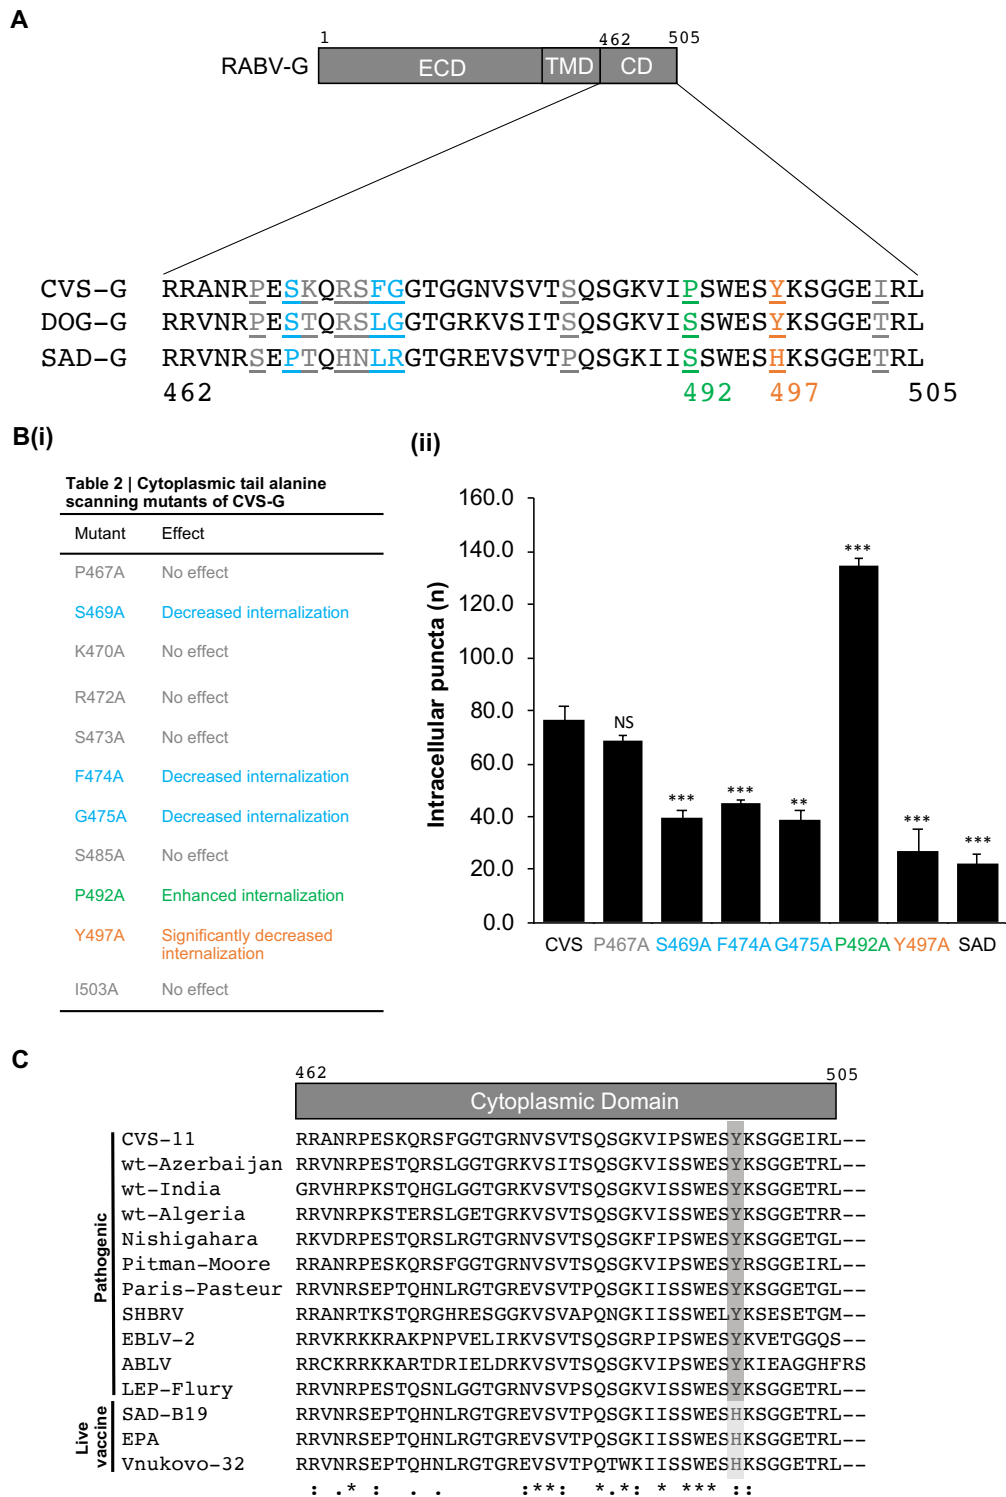 A
1 462 505
RABV-G ECD TMD CD
CVS-G RRANRPESKQRSFGGTGGNVSVTSQSGKVIPSWESYKSGGEIRL
DOG-G RRVNRPESTQRSLGGTGRKVSITSQSGKVISSWESYKSGGETRL
SAD-G RRVNRSEPTQHNLRGTGREVSVTPQSGKIISSWESHKSGGETRL
462 492 497 505
B(i)
Table 2 | Cytoplasmic tail alanine
scanning mutants of CVS-G
Mutant Effect
P467A No effect
S469A Decreased internalization
K470A No effect
R472A No effect
S473A No effect
F474A Decreased internalization
G475A Decreased internalization
S485A No effect
P492A Enhanced internalization
Y497A Significantly decreased
internalization
I503A No effect
(ii)
Intracellular puncta (n)
160.0
140.0
120.0
100.0
80.0
60.0
40.0
20.0
0.0
NS *** *** ** *** *** ***
CVS P467A S469A F474A G475A P492A Y497A SAD
C
462 505
Cytoplasmic Domain
Pathogenic
CVS-11 RRANRPESKQRSFGGTGRNVSVTSQSGKVIPSWESYKSGGEIRL--
wt-Azerbaijan RRVNRPESTQRSLGGTGRKVSITSQSGKVISSWESYKSGGETRL--
wt-India GRVHRPKSTQHGLGGTGRKVSVTSQSGKVISSWESYKSGGETRL--
wt-Algeria RRVNRPKSTERSLGETGRKVSVTSQSGKVISSWESYKSGGETRR--
Nishigahara RKVDRPESTQRSLRGTGRNVSVTSQSGKFIPSWESYKSGGETGL--
Pitman-Moore RRANRPESKQRSFGGTGRNVSVTSQSGKVIPSWESYRSGGEIRL--
Paris-Pasteur RRVNRSEPTQHNLRGTGREVSVTPQSGKIISSWESYKSGGETGL--
SHBRV RRANRTKSTQRGHRESGGKVSVAPQNGKIISSWELYKSESETGM--
EBLV-2 RRVKRKKRAKPNPVELIRKVSVTSQSGRPIPSWESYKVETGGQS--
ABLV RRCKRRKKARTDRIELDRKVSVTSQSGKVISSWESYKIEAGGHFRS
LEP-Flury RRVNRPESTQSNLGGTGRNVSVPSQSGKVISSWESYKSGGETRL--
Live
vaccine
SAD-B19 RRVNRSEPTQHNLRGTGREVSVTPQSGKIISSWESHKSGGETRL--
EPA RRVNRSEPTQHNLRGTGREVSVTPQSGKIISSWESHKSGGETRL--
Vnukovo-32 RRVNRSEPTQHNLRGTGREVSVTPQTWKIISSWESHKSGGETRL--
: .* : . . :**: *.*: * *** ::